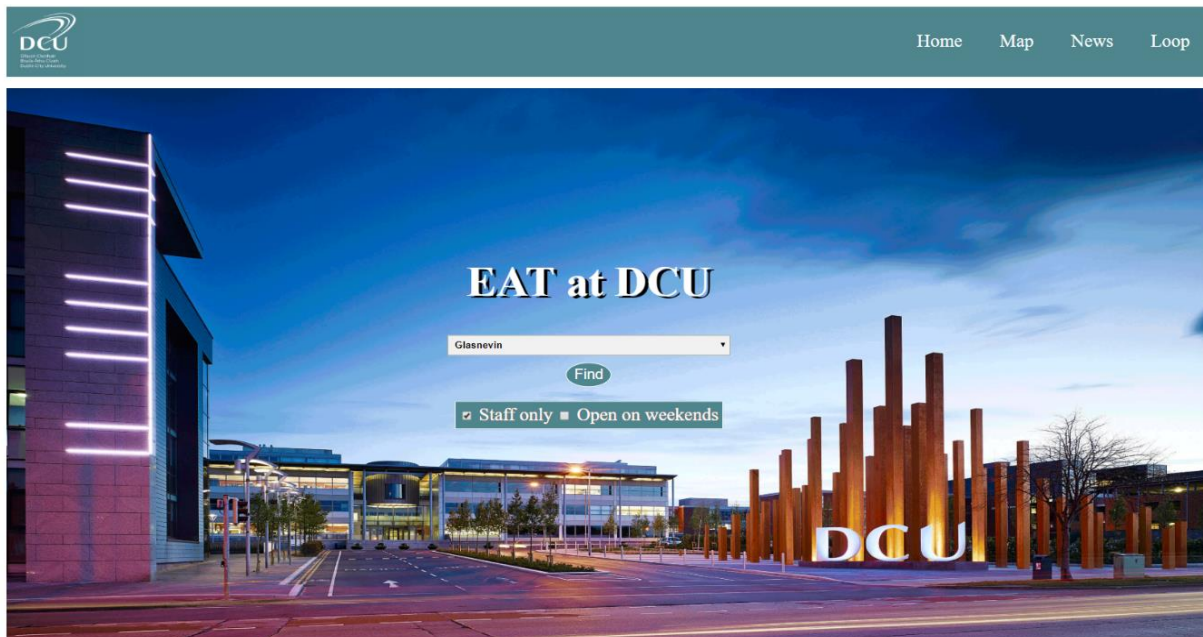 DCU
Home Map News Loop
EAT at DCU
Glasnevin
Find
Staff only Open on weekends
DCU